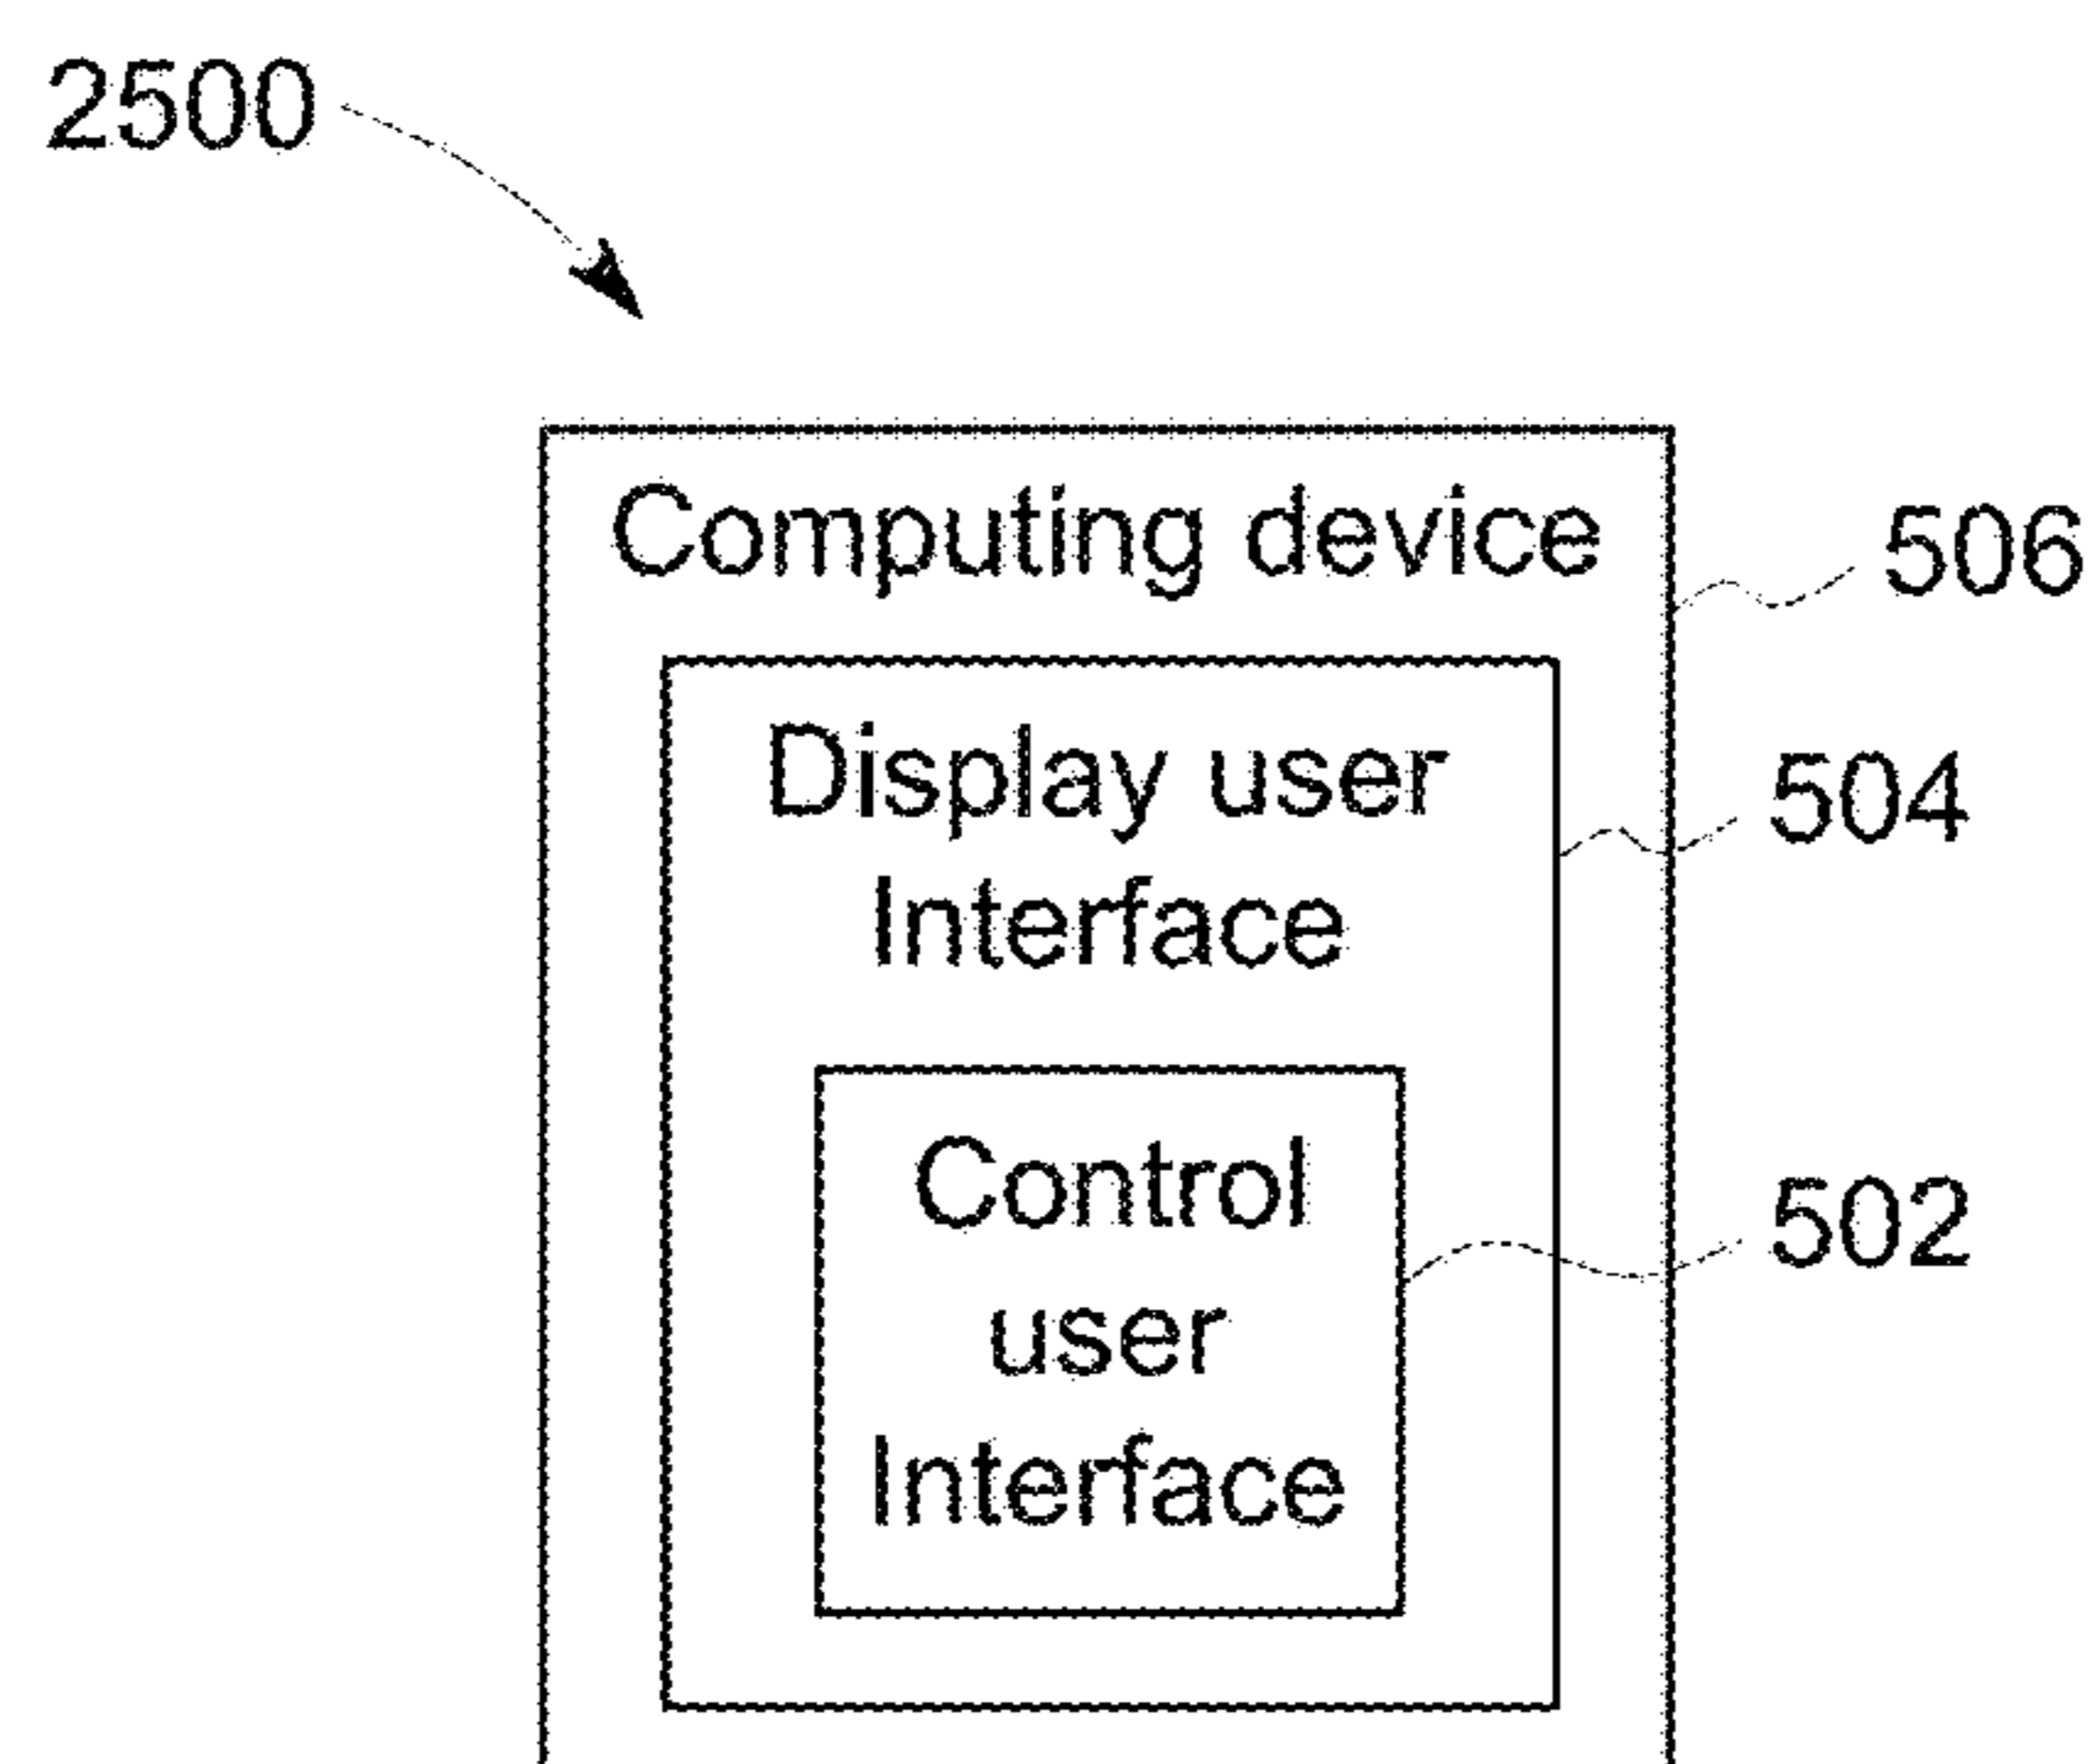 2500
Computing device
506
Display user
Interface
504
Control
user
Interface
502